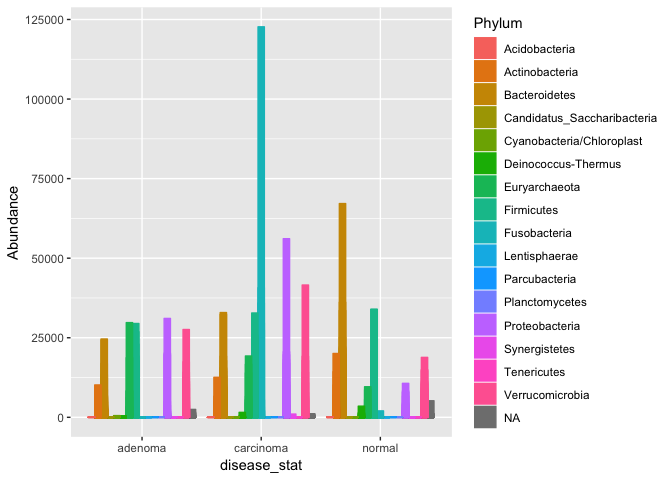 125000
100000
75000
50000
25000
0
Abundance
adenoma
carcinoma
normal
disease_stat
Phylum
Acidobacteria
Actinobacteria
Bacteroidetes
Candidatus_Saccharibacteria
Cyanobacteria/Chloroplast
Deinococcus-Thermus
Euryarchaeota
Firmicutes
Fusobacteria
Lentisphaerae
Parcubacteria
Planctomycetes
Proteobacteria
Synergistetes
Tenericutes
Verrucomicrobia
NA